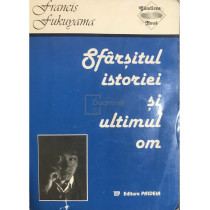 Francis
Fukuyama
Sfârşitul
istoriei
şi
ultimul
om
Editura PAIDEIA